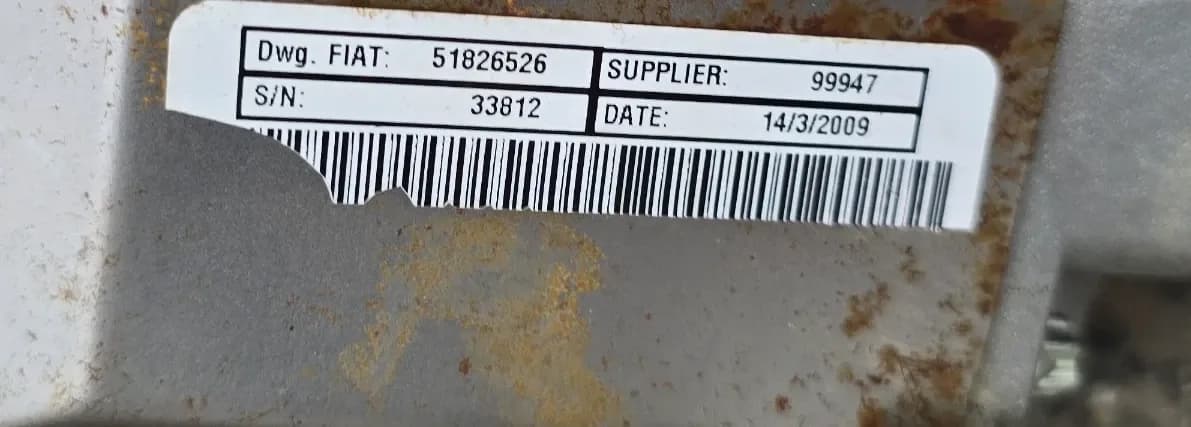 Dwg. FIAT: 51826526 SUPPLIER: 99947
S/N: 33812 DATE: 14/3/2009